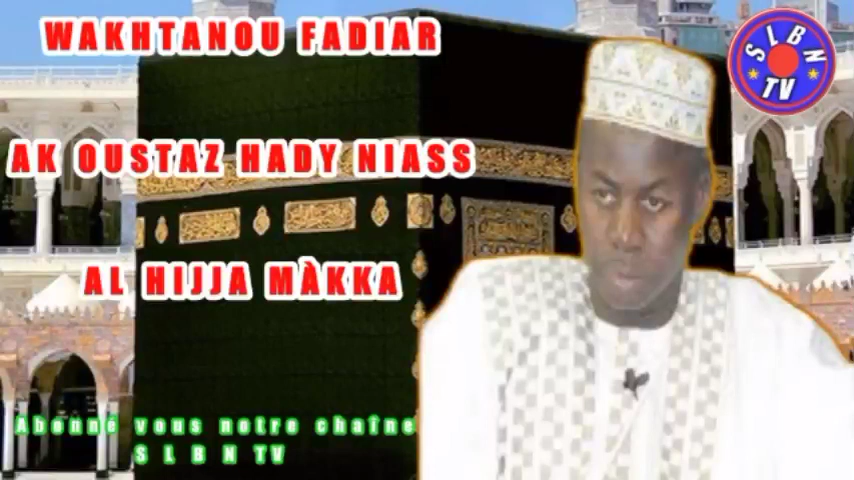 WAKHTANOU FADIAR
SLBN
TV
AK OUSTAZ HADY NIASS
AL HIJJA MÀKKA
Abonné vous notre chaîne
S L B N TV